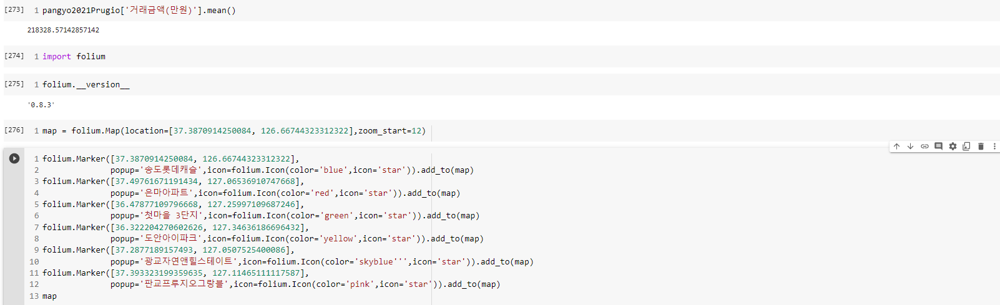 [273] 1 pangyo2021Prugio['거래금액(만원)'].mean()
218328.57142857142
[274] 1 import folium
[275] 1 folium.__version__
'0.8.3'
[276] 1 map = folium.Map(location=[37.3870914250084, 126.66744323312322],zoom_start=12)
1 folium.Marker([37.3870914250084, 126.66744323312322],
2 popup='송도롯데캐슬',icon=folium.Icon(color='blue',icon='star')).add_to(map)
3 folium.Marker([37.49761671191434, 127.06536910747668],
4 popup='은마아파트',icon=folium.Icon(color='red',icon='star')).add_to(map)
5 folium.Marker([36.47877109796668, 127.25997109687246],
6 popup='첫마을 3단지',icon=folium.Icon(color='green',icon='star')).add_to(map)
7 folium.Marker([36.322204270602626, 127.34636186696432],
8 popup='도안아이파크',icon=folium.Icon(color='yellow',icon='star')).add_to(map)
9 folium.Marker([37.2877189157493, 127.0507525400086],
10 popup='광교자연앤힐스테이트',icon=folium.Icon(color='skyblue''',icon='star')).add_to(map)
11 folium.Marker([37.393323199359635, 127.11465111117587],
12 popup='판교프루지오그랑블',icon=folium.Icon(color='pink',icon='star')).add_to(map)
13 map